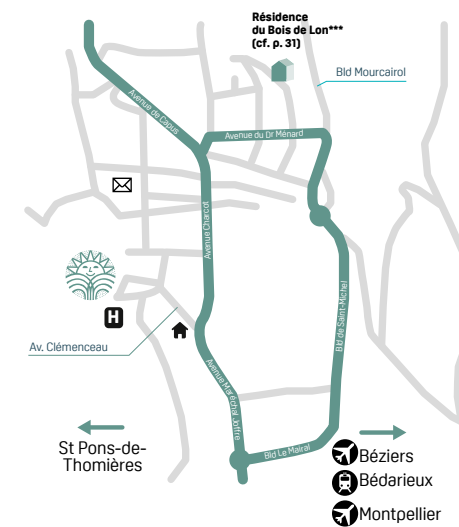 Résidence
du Bois de Lon***
(cf. p. 31)
Bld Mourcairol
Avenue de Capus
Avenue du Dr Ménard
Avenue Charcot
H
Bld de Saint-Michel
Av. Clémenceau
Avenue Maréchal Joffre
Bld Le Mairal
St Pons-de-
Thomières
Béziers
Bédarieux
Montpellier